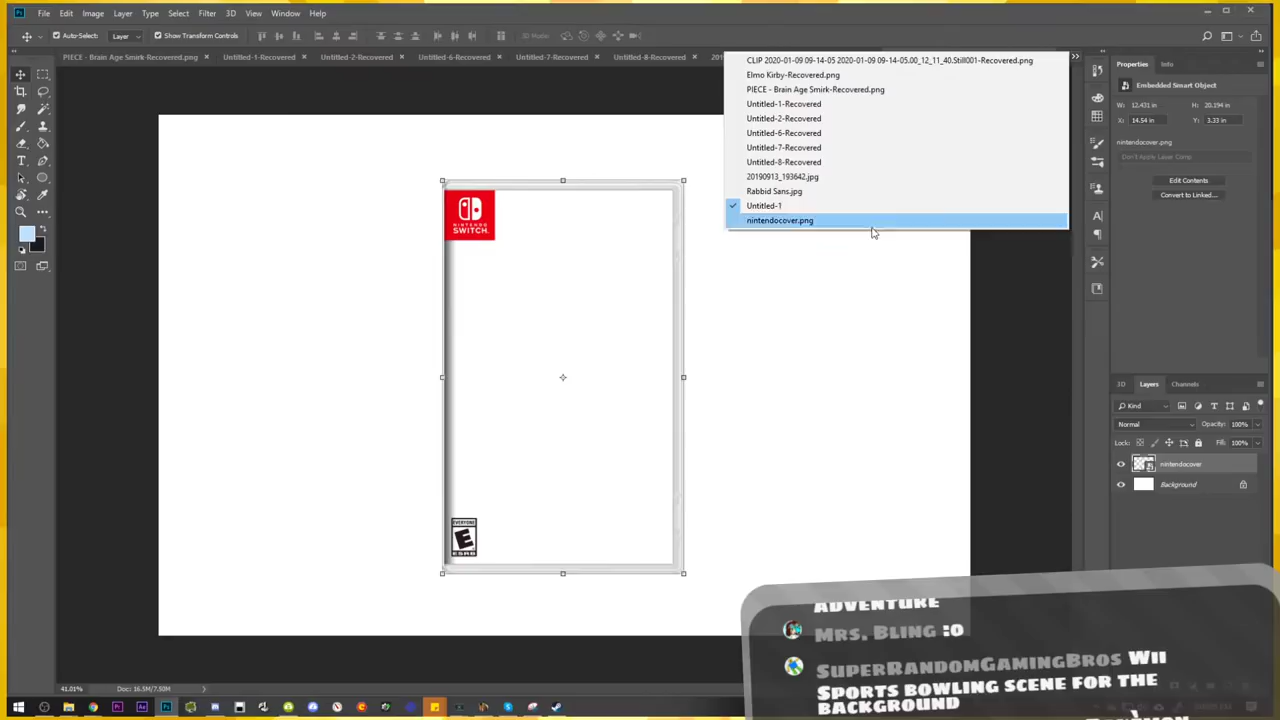 File Edit Image Layer Type Select Filter 3D View Window Help
Auto-Select: Layer Show Transform Controls 3D Mode:
PIECE - Brain Age Smirk-Recovered.png Untitled-1-Recovered Untitled-2-Recovered Untitled-6-Recovered Untitled-7-Recovered Untitled-8-Recovered
CLIP 2020-01-09 09-14-05 2020-01-09 09-14-05.00_12_11_40.Still001-Recovered.png
Elmo Kirby-Recovered.png
PIECE - Brain Age Smirk-Recovered.png
Untitled-1-Recovered
Untitled-2-Recovered
Untitled-6-Recovered
Untitled-7-Recovered
Untitled-8-Recovered
20190913_193642.jpg
Rabbid Sans.jpg
Untitled-1
nintendocover.png
Properties Info
Embedded Smart Object
W: 12.431 in H: 20.194 in
X: 14.54 in Y: 3.33 in
nintendocover.png
Don't Apply Layer Comp
Edit Contents
Convert to Linked...
NINTENDO
SWITCH.
EVERYONE
E
ESRB
3D Layers Channels
Kind
Normal Opacity: 100%
Lock: Fill: 100%
nintendocover
Background
ADVENTURE
MRS. BLING :O
SUPERRANDOMGAMINGBROS WII
SPORTS BOWLING SCENE FOR THE
BACKGROUND
41.01% Doc: 16.5M/7.50M